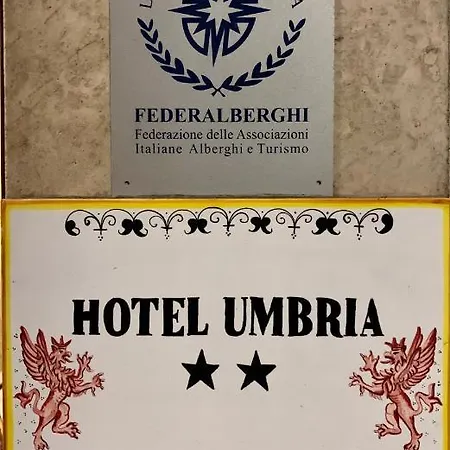 FEDERALBERGHI
Federazione delle Associazioni
Italiane Alberghi e Turismo
HOTEL UMBRIA